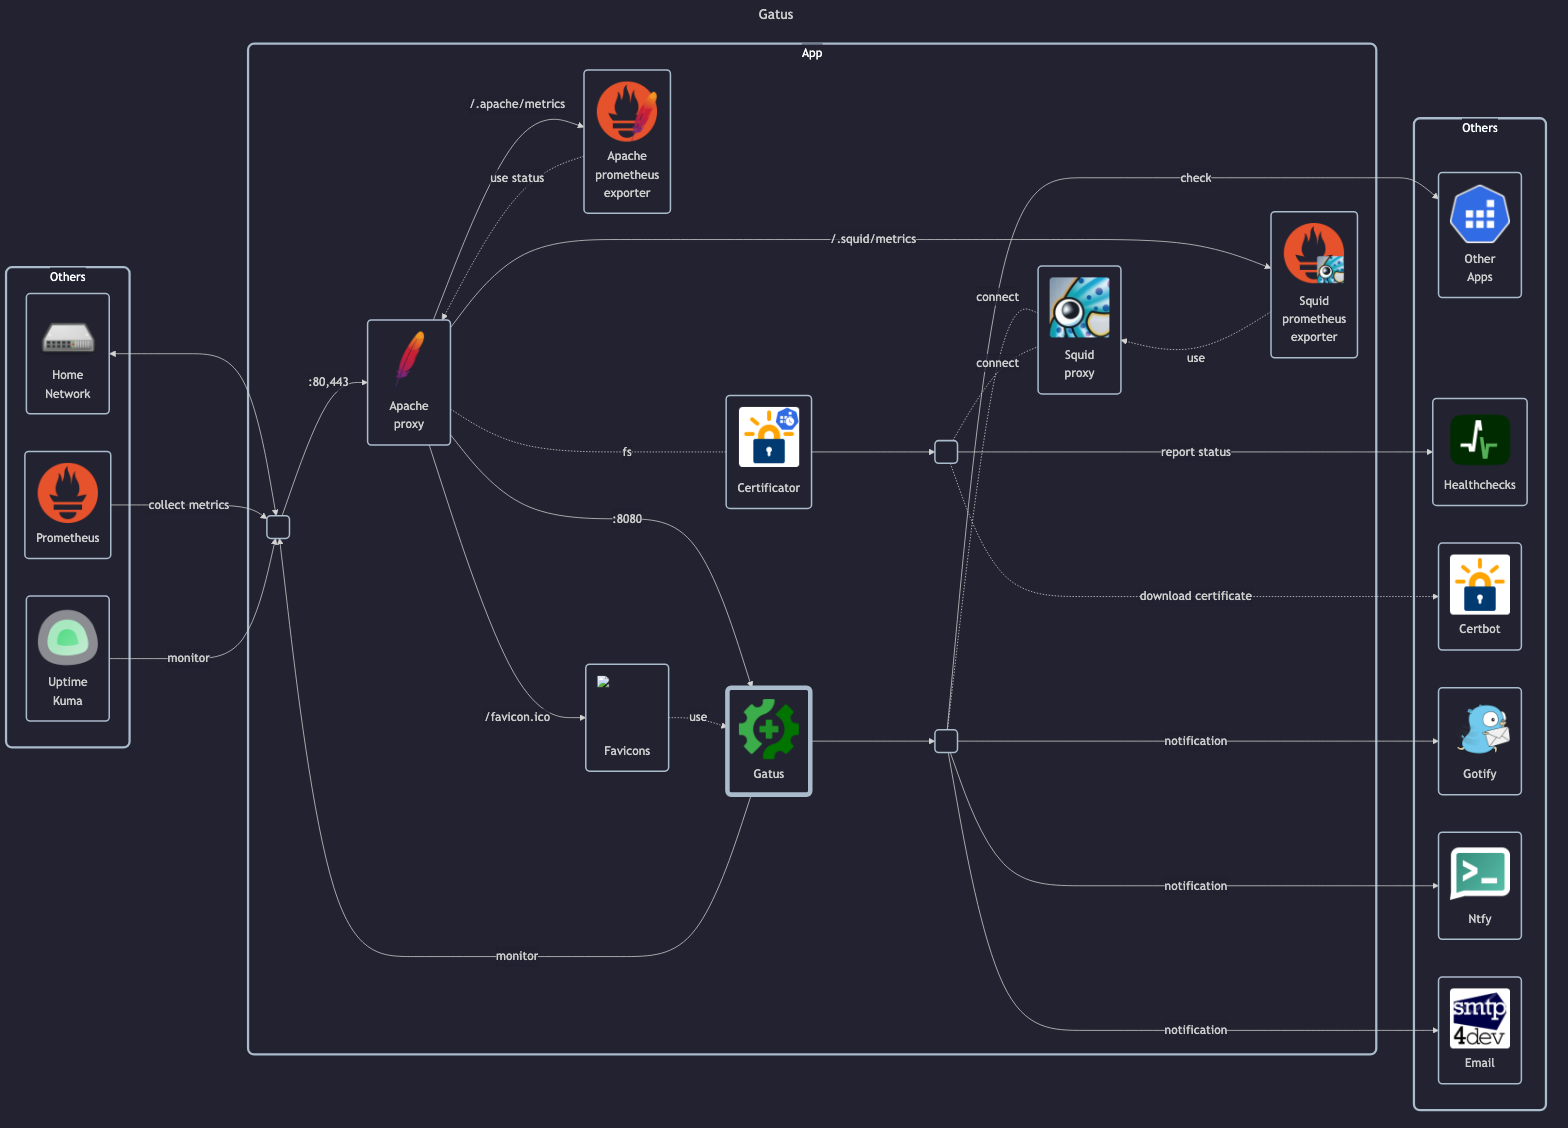 Gatus
App
Others
Home
Network
Prometheus
Uptime
Kuma
collect metrics
monitor
:80,443
Apache
proxy
/.apache/metrics
use status
Apache
prometheus
exporter
/.squid/metrics
fs
Certificator
:8080
/favicon.ico
Favicons
use
Gatus
monitor
check
connect
connect
Squid
proxy
use
Squid
prometheus
exporter
report status
download certificate
notification
notification
notification
Others
Other
Apps
Healthchecks
Certbot
Gotify
>_
Ntfy
smtp
4dev
Email